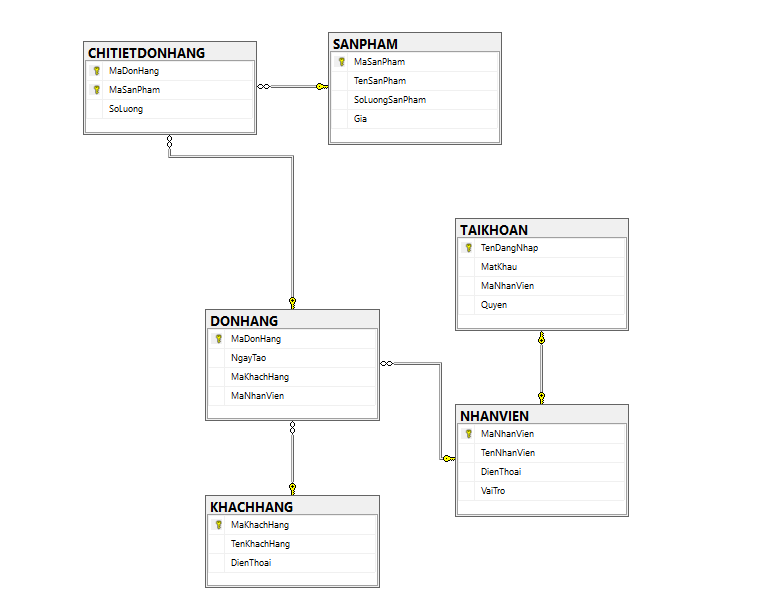 CHITIETDONHANG
MaDonHang
MaSanPham
SoLuong
SANPHAM
MaSanPham
TenSanPham
SoLuongSanPham
Gia
TAIKHOAN
TenDangNhap
MatKhau
MaNhanVien
Quyen
DONHANG
MaDonHang
NgayTao
MaKhachHang
MaNhanVien
NHANVIEN
MaNhanVien
TenNhanVien
DienThoai
VaiTro
KHACHHANG
MaKhachHang
TenKhachHang
DienThoai